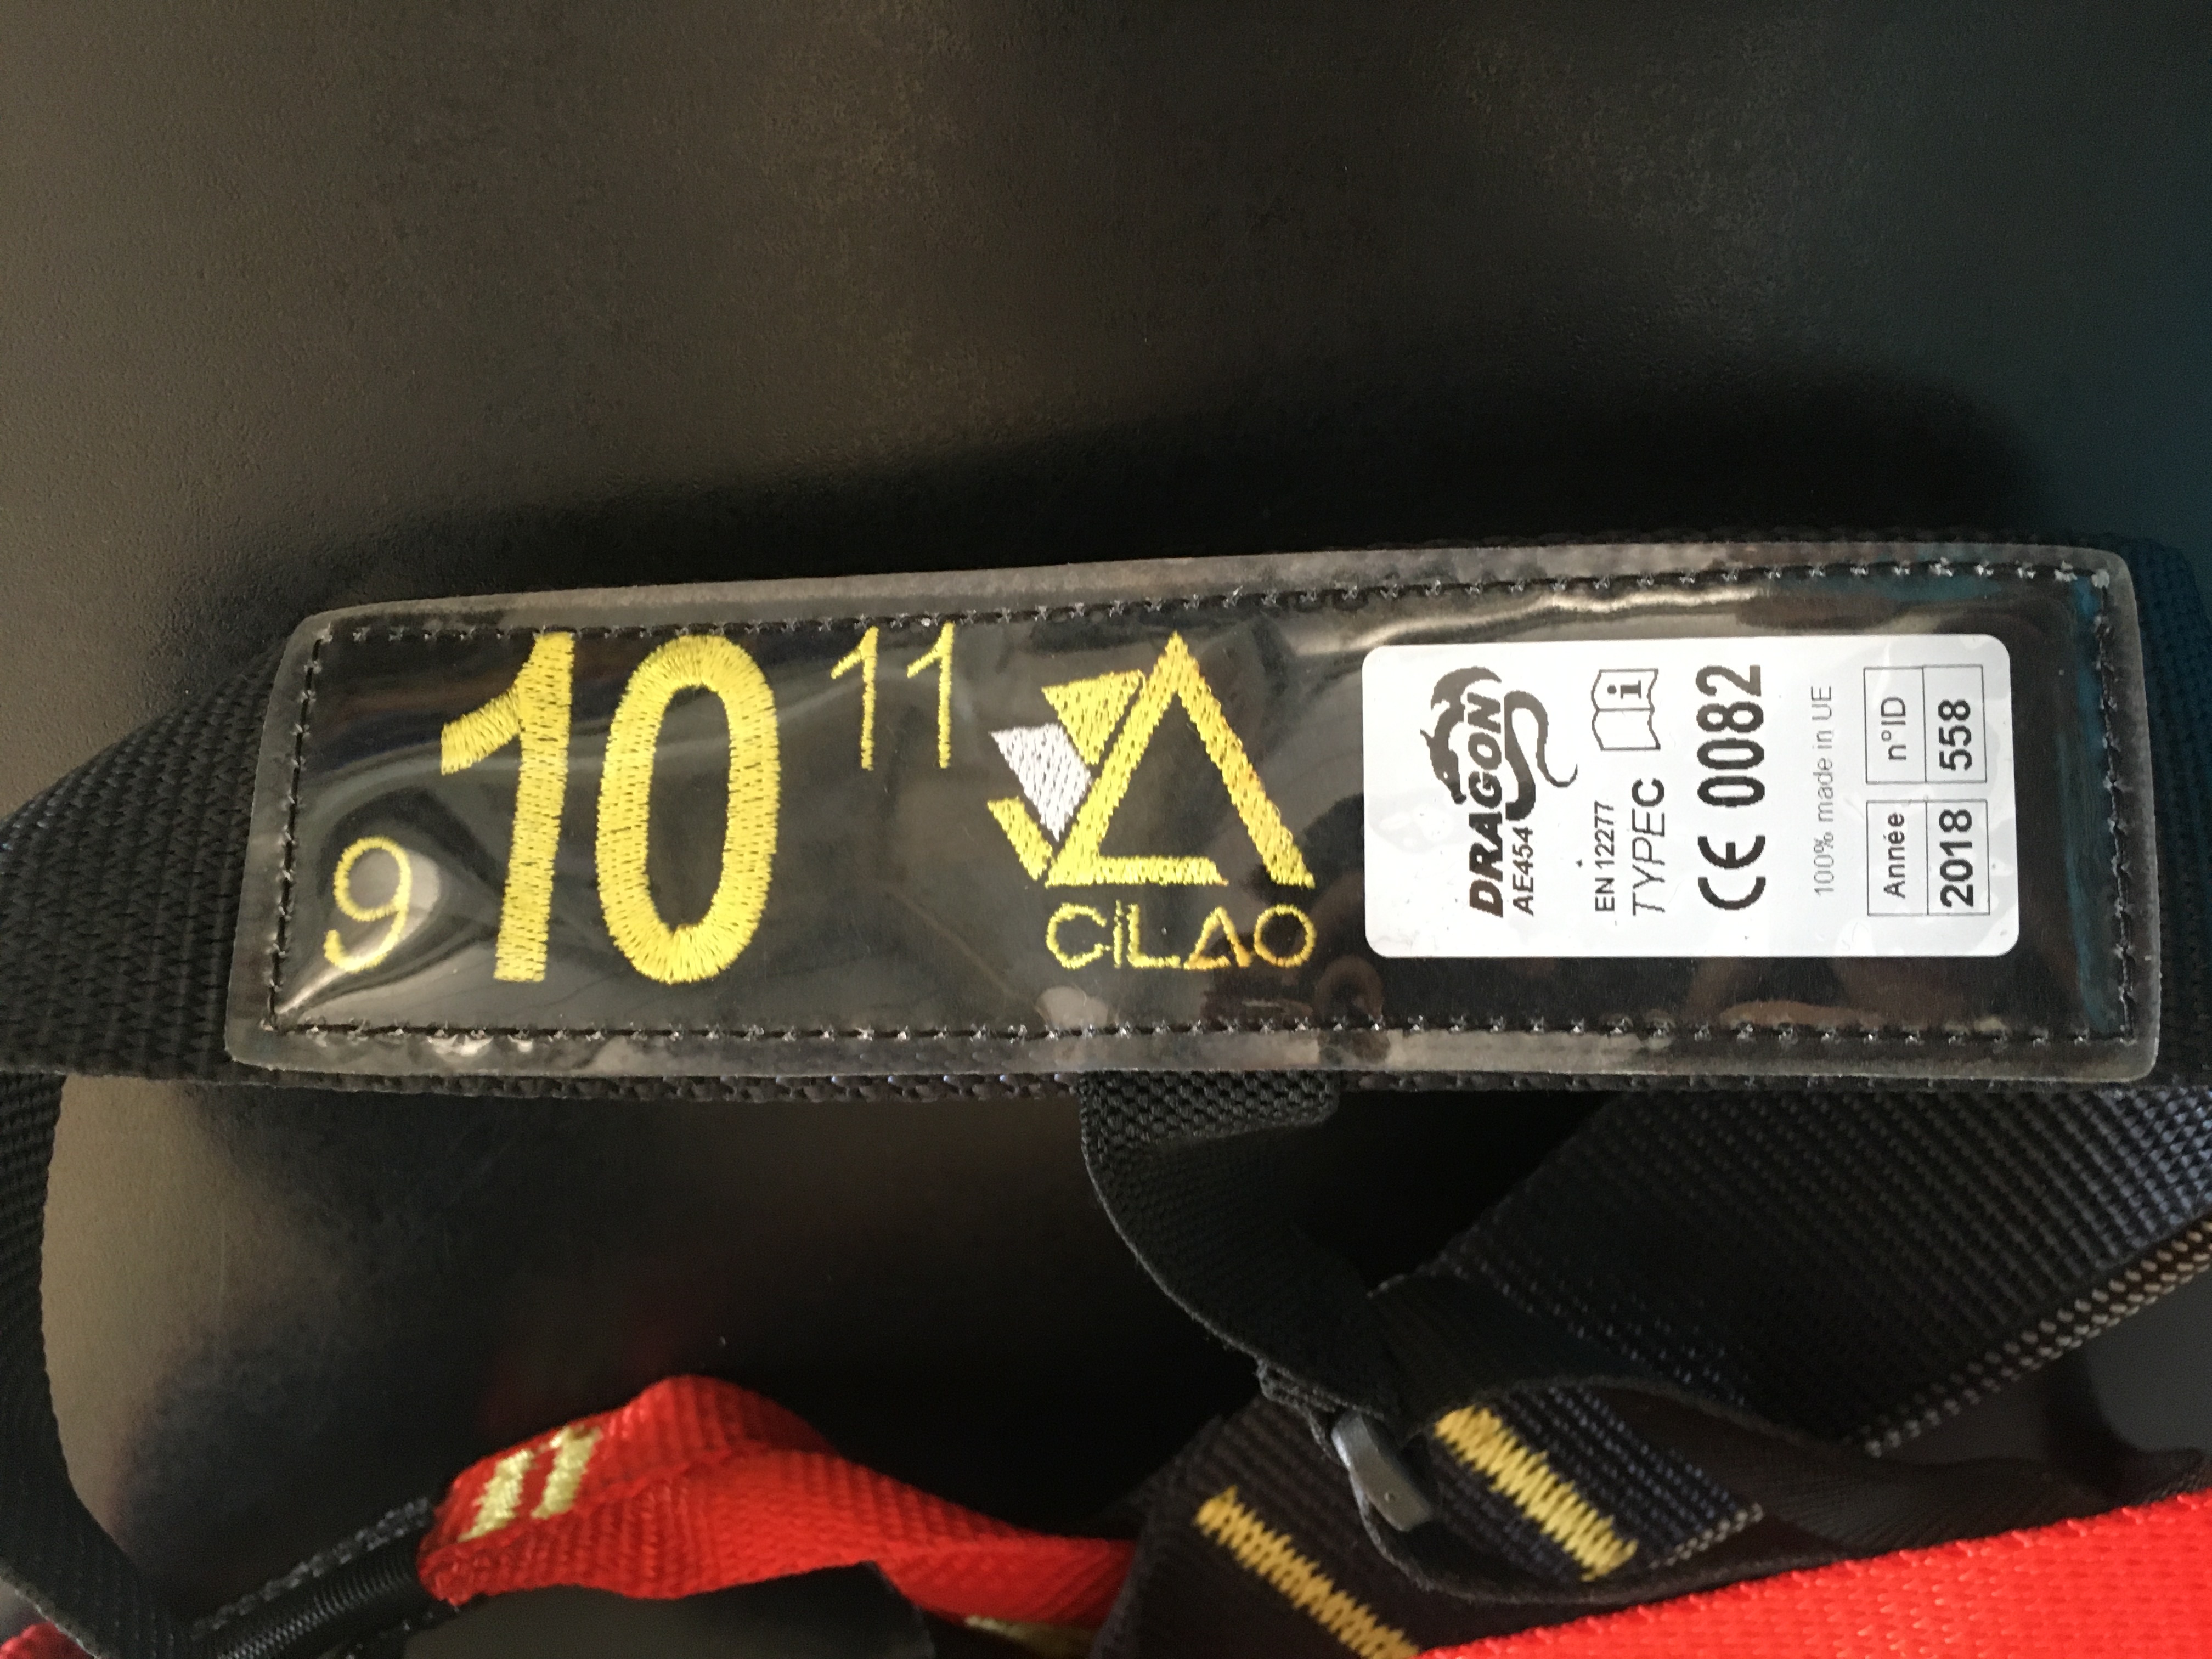 9 10 11
CiLAO
DRAGON
AE454
EN 12277
TYPE C
CE 0082
100% made in UE
Année n°ID
2018 558